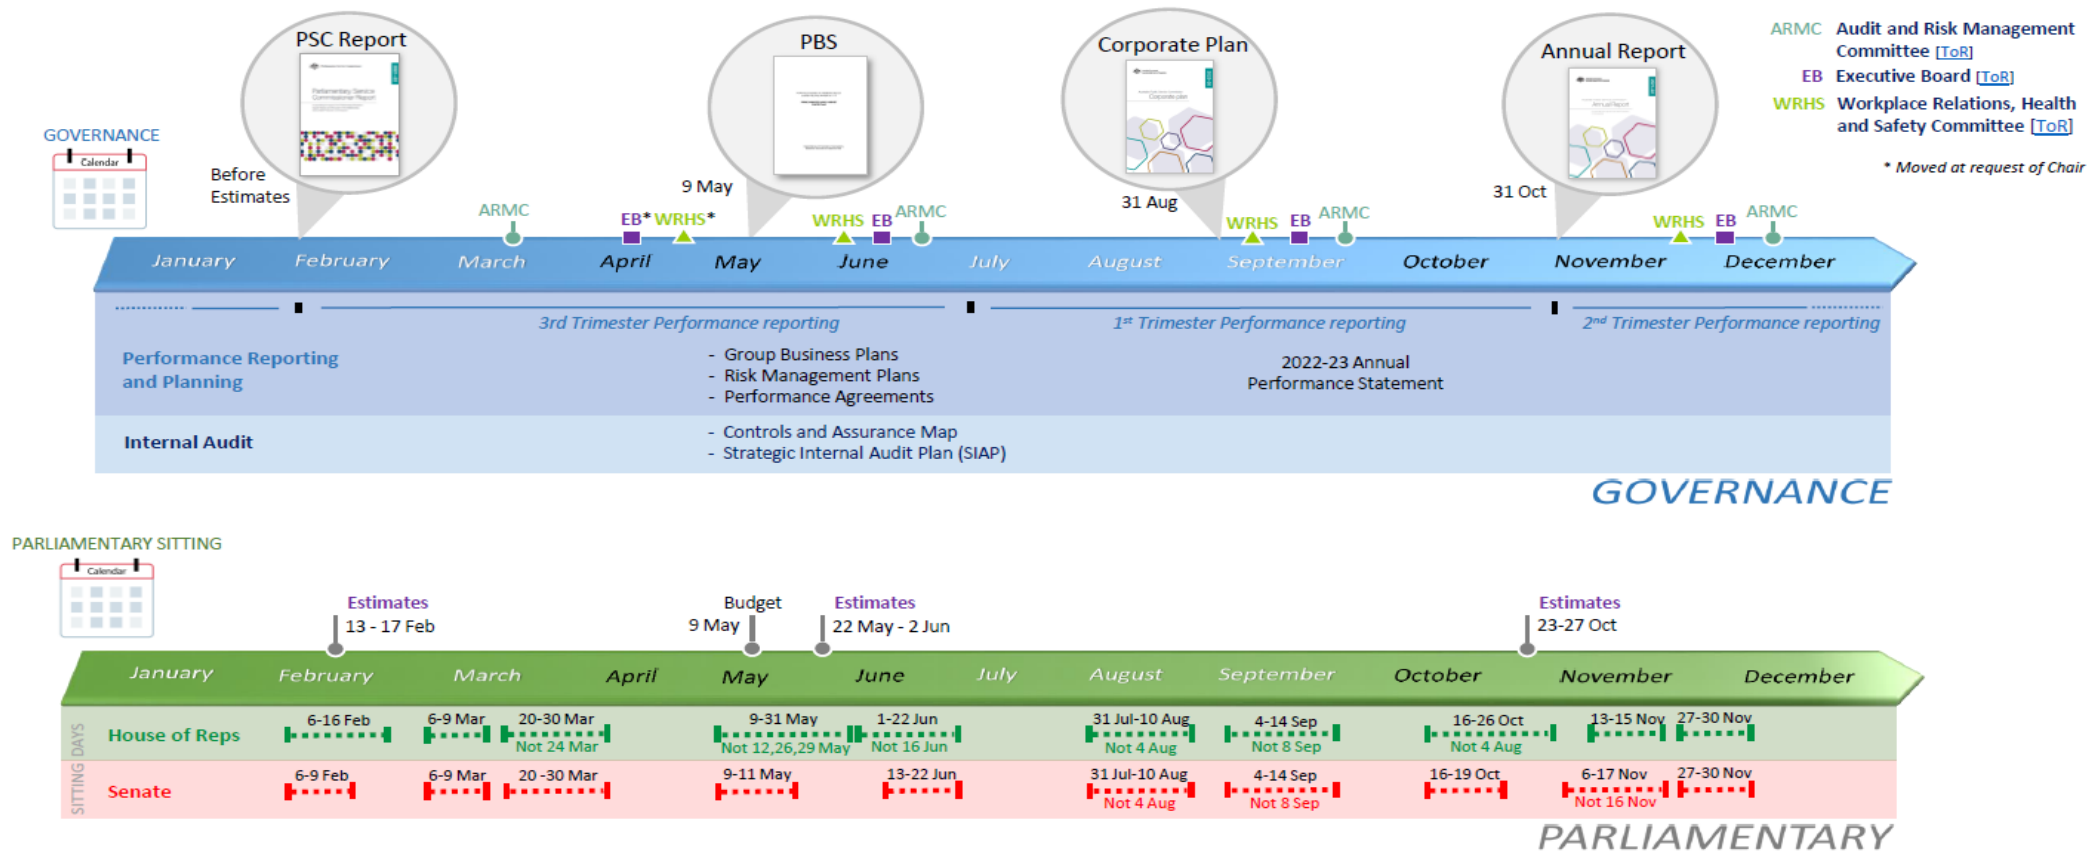 PSC Report
PBS
Corporate Plan
Annual Report
ARMC Audit and Risk Management
Committee [ToR]
EB Executive Board [ToR]
WRHS Workplace Relations, Health
and Safety Committee [ToR]
* Moved at request of Chair
Parliamentary Service
Commissioner Report
Corporate plan
Annual Report
GOVERNANCE
Calendar
Before
Estimates
9 May
31 Aug
31 Oct
ARMC
EB* WRHS*
WRHS EB ARMC
WRHS EB ARMC
WRHS EB ARMC
January February March April May June July August September October November December
3rd Trimester Performance reporting
1st Trimester Performance reporting
2nd Trimester Performance reporting
Performance Reporting
and Planning
- Group Business Plans
- Risk Management Plans
- Performance Agreements
2022-23 Annual
Performance Statement
Internal Audit
- Controls and Assurance Map
- Strategic Internal Audit Plan (SIAP)
GOVERNANCE
PARLIAMENTARY SITTING
Calendar
Estimates
13 - 17 Feb
Budget
9 May
Estimates
22 May - 2 Jun
Estimates
23-27 Oct
January February March April May June July August September October November December
SITTING DAYS
House of Reps
6-16 Feb
6-9 Mar
20-30 Mar
Not 24 Mar
9-31 May
Not 12,26,29 May
1-22 Jun
Not 16 Jun
31 Jul-10 Aug
Not 4 Aug
4-14 Sep
Not 8 Sep
16-26 Oct
Not 4 Aug
13-15 Nov
27-30 Nov
Senate
6-9 Feb
6-9 Mar
20 -30 Mar
9-11 May
13-22 Jun
31 Jul-10 Aug
Not 4 Aug
4-14 Sep
Not 8 Sep
16-19 Oct
6-17 Nov
Not 16 Nov
27-30 Nov
PARLIAMENTARY